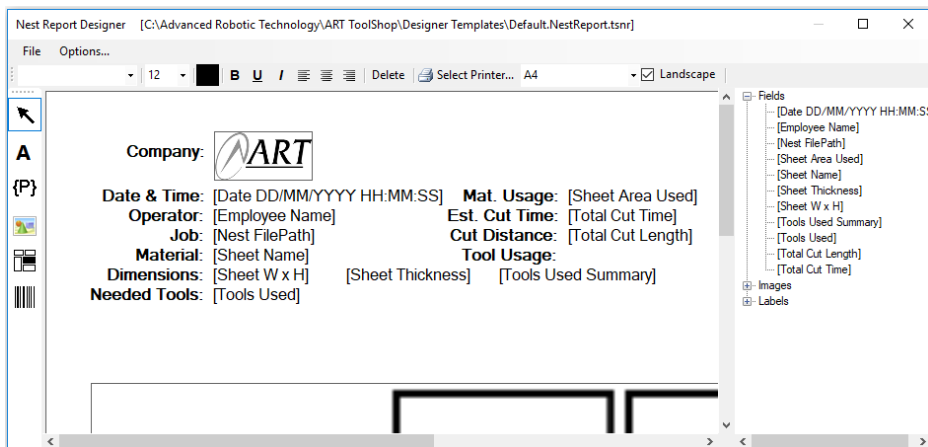 Nest Report Designer [C:\Advanced Robotic Technology\ART ToolShop\Designer Templates\Default.NestReport.tsnr]
File Options...
12 B U I Delete Select Printer... A4 Landscape
A
{P}
Company: ART
Date & Time: [Date DD/MM/YYYY HH:MM:SS] Mat. Usage: [Sheet Area Used]
Operator: [Employee Name] Est. Cut Time: [Total Cut Time]
Job: [Nest FilePath] Cut Distance: [Total Cut Length]
Material: [Sheet Name] Tool Usage:
Dimensions: [Sheet W x H] [Sheet Thickness] [Tools Used Summary]
Needed Tools: [Tools Used]
Fields
[Date DD/MM/YYYY HH:MM:SS
[Employee Name]
[Nest FilePath]
[Sheet Area Used]
[Sheet Name]
[Sheet Thickness]
[Sheet W x H]
[Tools Used Summary]
[Tools Used]
[Total Cut Length]
[Total Cut Time]
Images
Labels